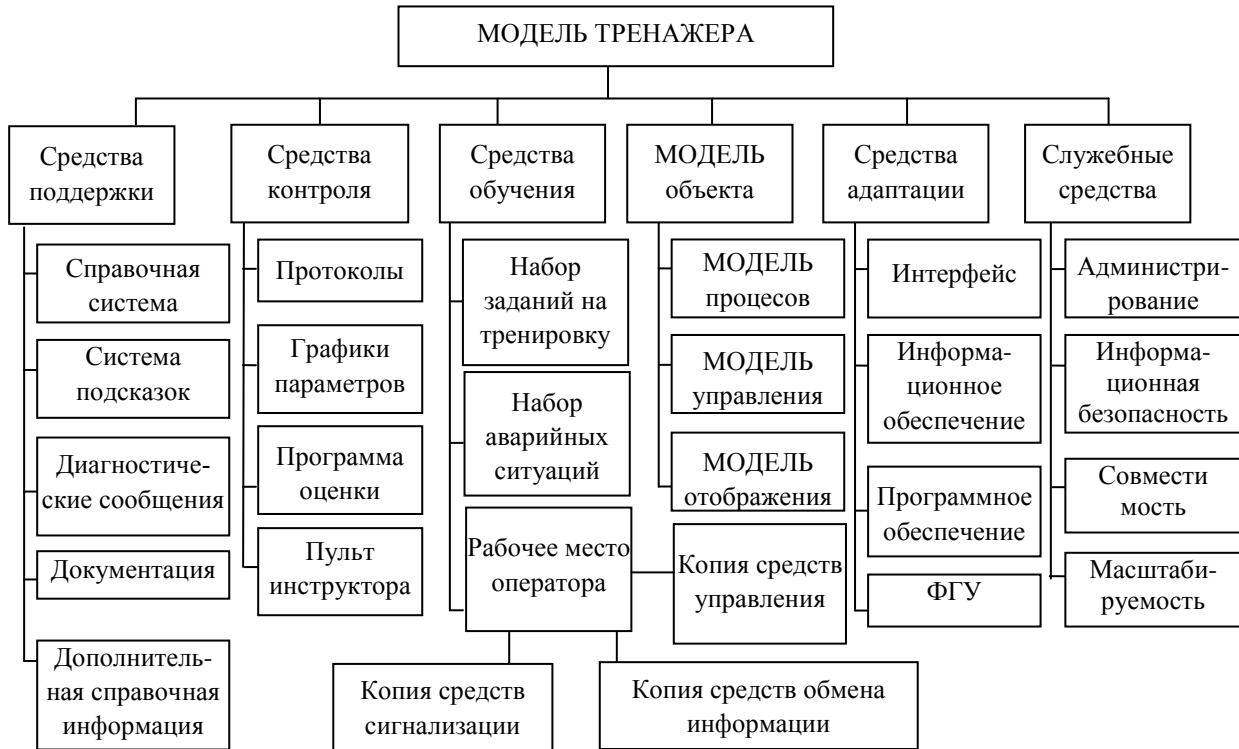 МОДЕЛЬ ТРЕНАЖЕРА
Средства
поддержки
Справочная
система
Система
подсказок
Диагностиче-
ские сообщения
Документация
Дополнитель-
ная справочная
информация
Средства
контроля
Протоколы
Графики
параметров
Программа
оценки
Пульт
инструктора
Средства
обучения
Набор
заданий на
тренировку
Набор
аварийных
ситуаций
Рабочее место
оператора
Копия средств
управления
Копия средств
сигнализации
Копия средств обмена
информации
МОДЕЛЬ
объекта
МОДЕЛЬ
процесов
МОДЕЛЬ
управления
МОДЕЛЬ
отображения
Средства
адаптации
Интерфейс
Информа-
ционное
обеспечение
Программное
обеспечение
ФГУ
Служебные
средства
Администри-
рование
Информа-
ционная
безопасность
Совмести
мость
Масштаби-
руемость